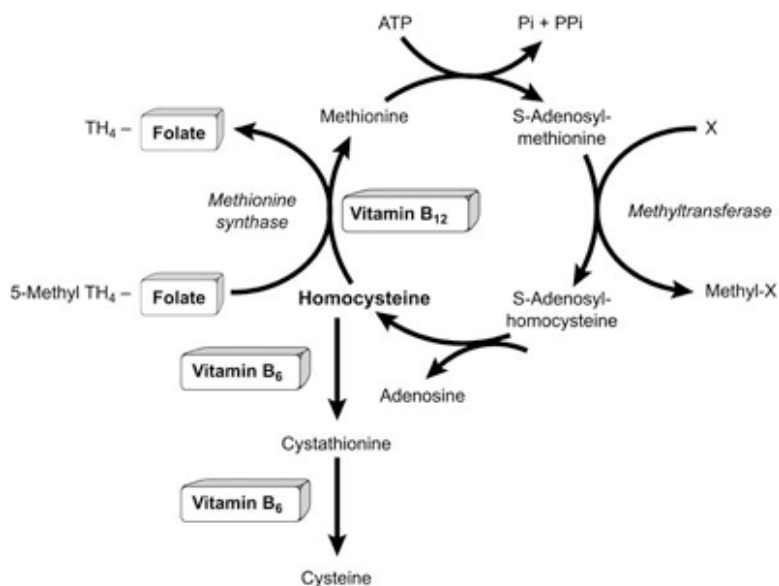 ATP
Pi + PPi
TH₄ – Folate
Methionine
S-Adenosyl-
methionine
X
Methionine
synthase
Vitamin B₁₂
Methyltransferase
5-Methyl TH₄ – Folate
Homocysteine
S-Adenosyl-
homocysteine
Methyl-X
Vitamin B₆
Adenosine
Cystathionine
Vitamin B₆
Cysteine